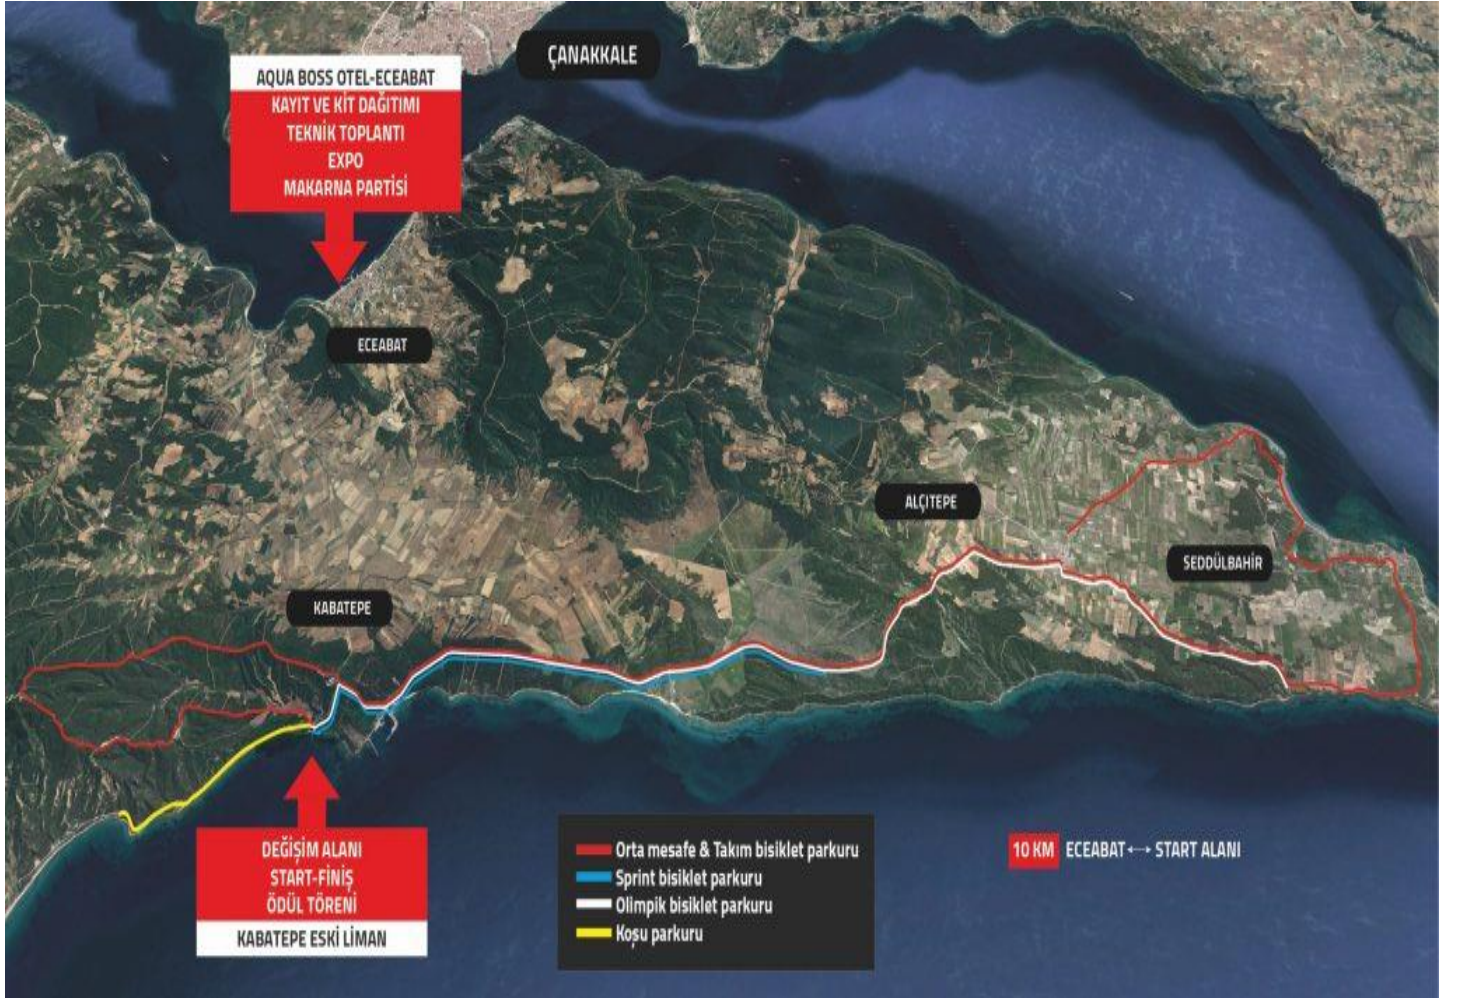 ÇANAKKALE
AQUA BOSS OTEL-ECEABAT
KAYIT VE KİT DAĞITIMI
TEKNİK TOPLANTI
EXPO
MAKARNA PARTİSİ
ECEABAT
ALÇITEPE
SEDDÜLBAHİR
KABATEPE
DEĞİŞİM ALANI
START-FİNİŞ
ÖDÜL TÖRENİ
KABATEPE ESKİ LİMAN
Orta mesafe & Takım bisiklet parkuru
Sprint bisiklet parkuru
Olimpik bisiklet parkuru
Koşu parkuru
10 KM ECEABAT ↔ START ALANI